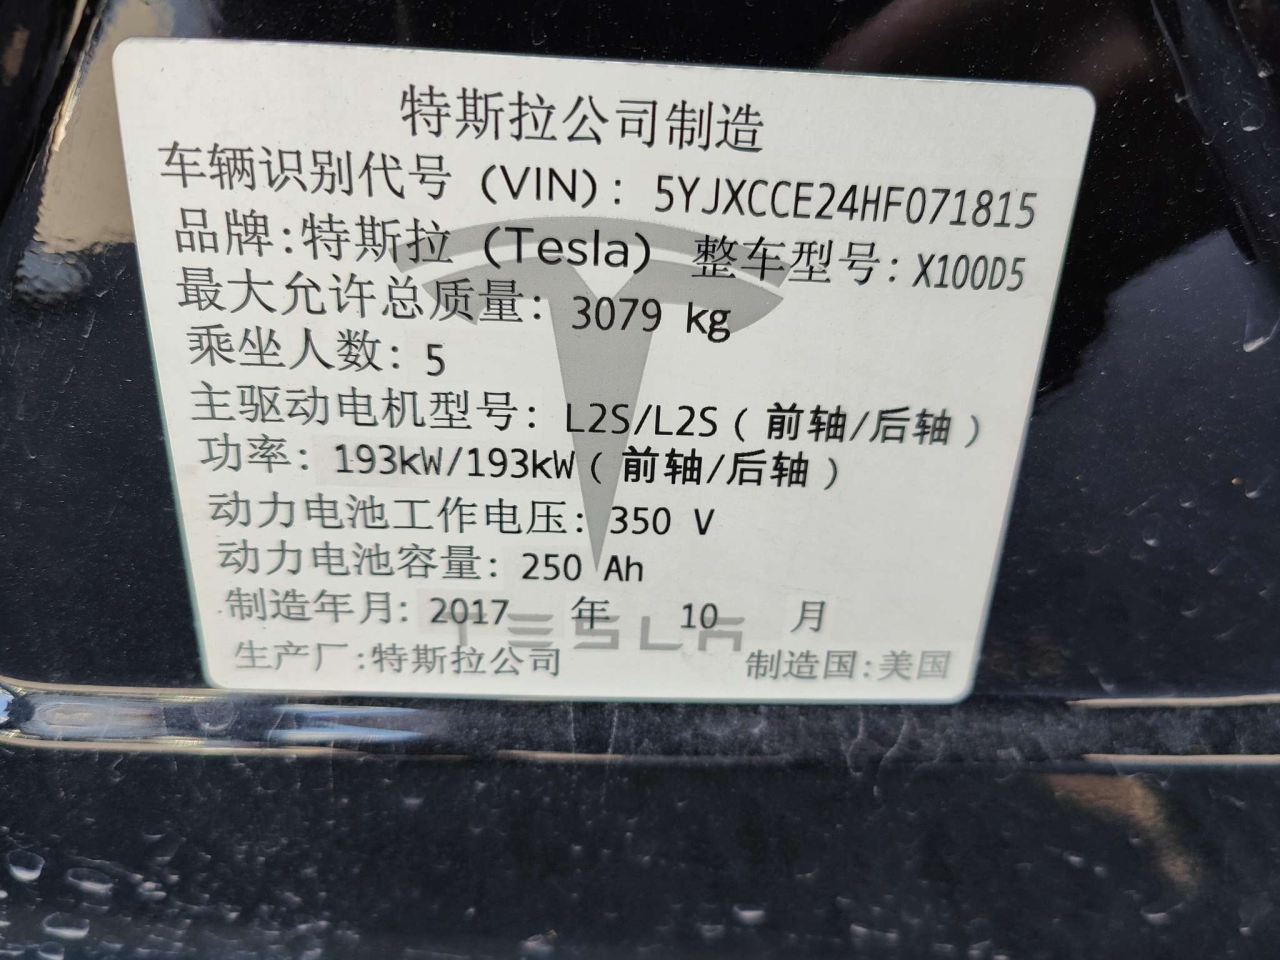 特斯拉公司制造
车辆识别代号 (VIN): 5YJXCCE24HF071815
品牌:特斯拉 (Tesla) 整车型号: X100D5
最大允许总质量: 3079 kg
乘坐人数: 5
主驱动电机型号: L2S/L2S ( 前轴/后轴 )
功率: 193kW/193kW ( 前轴/后轴 )
动力电池工作电压: 350 V
动力电池容量: 250 Ah
制造年月: 2017 年 10 月
TESLA
生产厂:特斯拉公司 制造国:美国